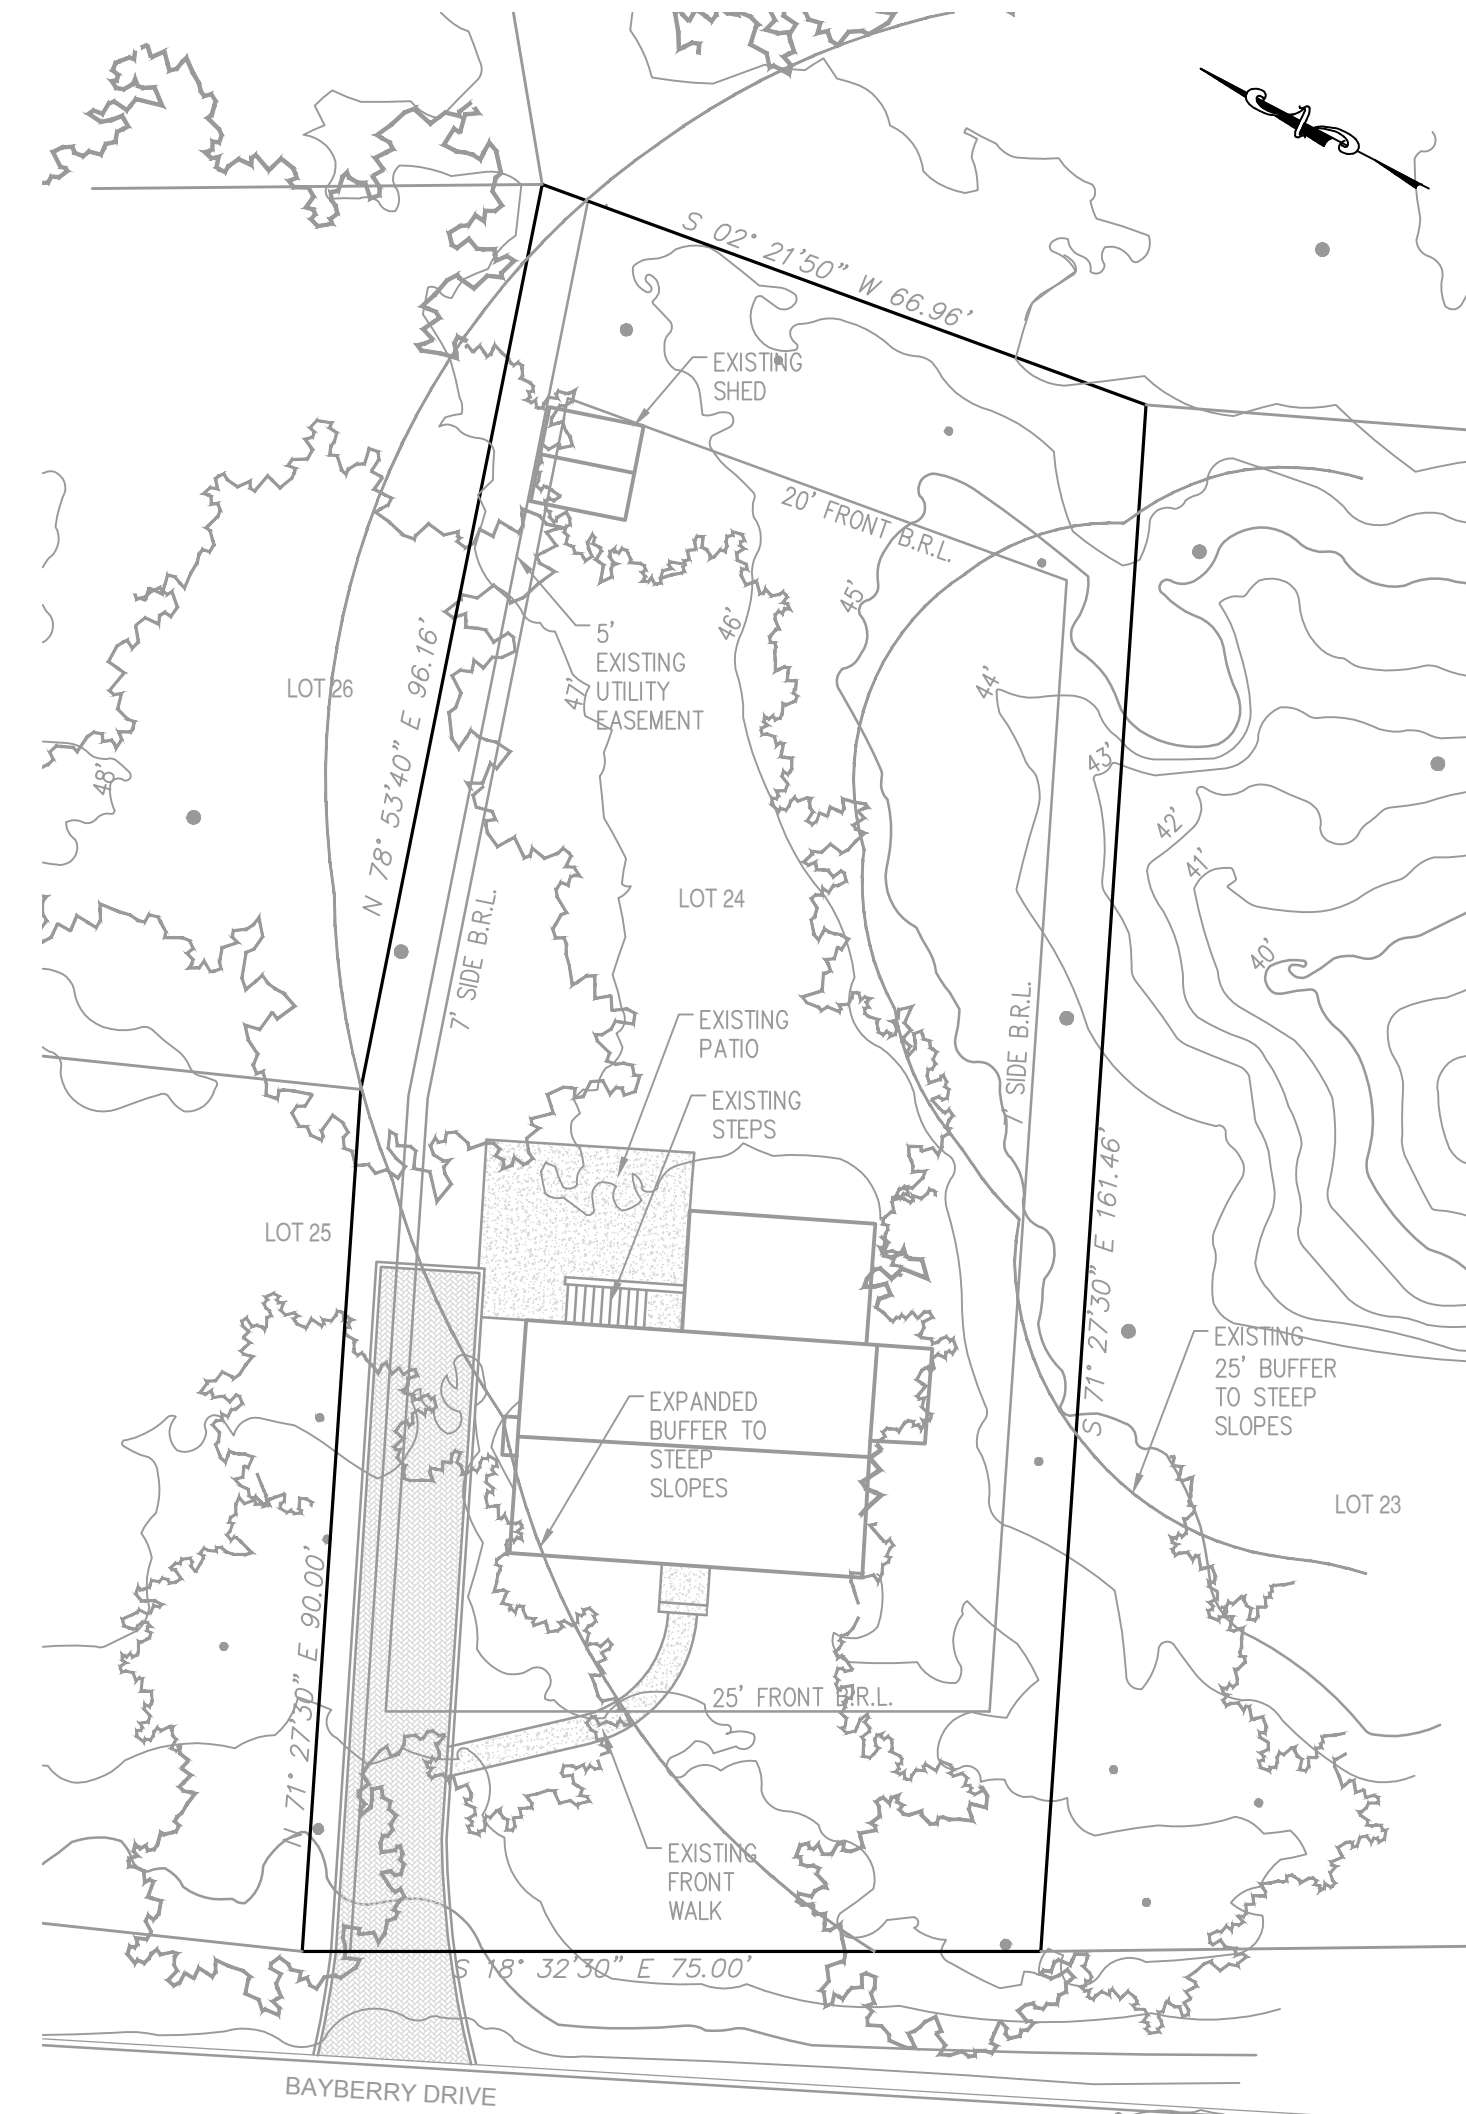 S 02° 21'50" W 66.96'
EXISTING
SHED
20' FRONT B.R.L.
45'
46'
5'
EXISTING
UTILITY
EASEMENT
47'
44'
LOT 26
N 78° 53'40" E 96.16'
43'
48'
42'
41'
LOT 24
40'
7' SIDE B.R.L.
7' SIDE B.R.L.
EXISTING
PATIO
EXISTING
STEPS
S 71° 27'30" E 161.46'
LOT 25
EXISTING
25' BUFFER
TO STEEP
SLOPES
EXPANDED
BUFFER TO
STEEP
SLOPES
LOT 23
N 71° 27'30" E 90.00'
25' FRONT B.R.L.
EXISTING
FRONT
WALK
S 18° 32'30" E 75.00'
BAYBERRY DRIVE